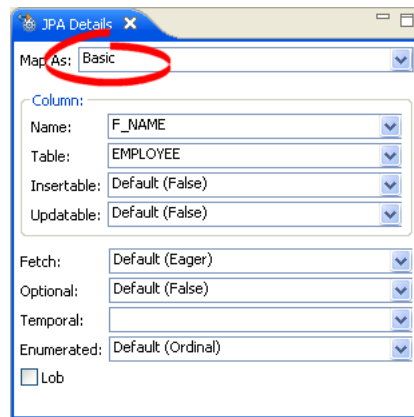 JPA Details
Map As: Basic
Column:
Name: F_NAME
Table: EMPLOYEE
Insertable: Default (False)
Updatable: Default (False)
Fetch: Default (Eager)
Optional: Default (False)
Temporal:
Enumerated: Default (Ordinal)
Lob